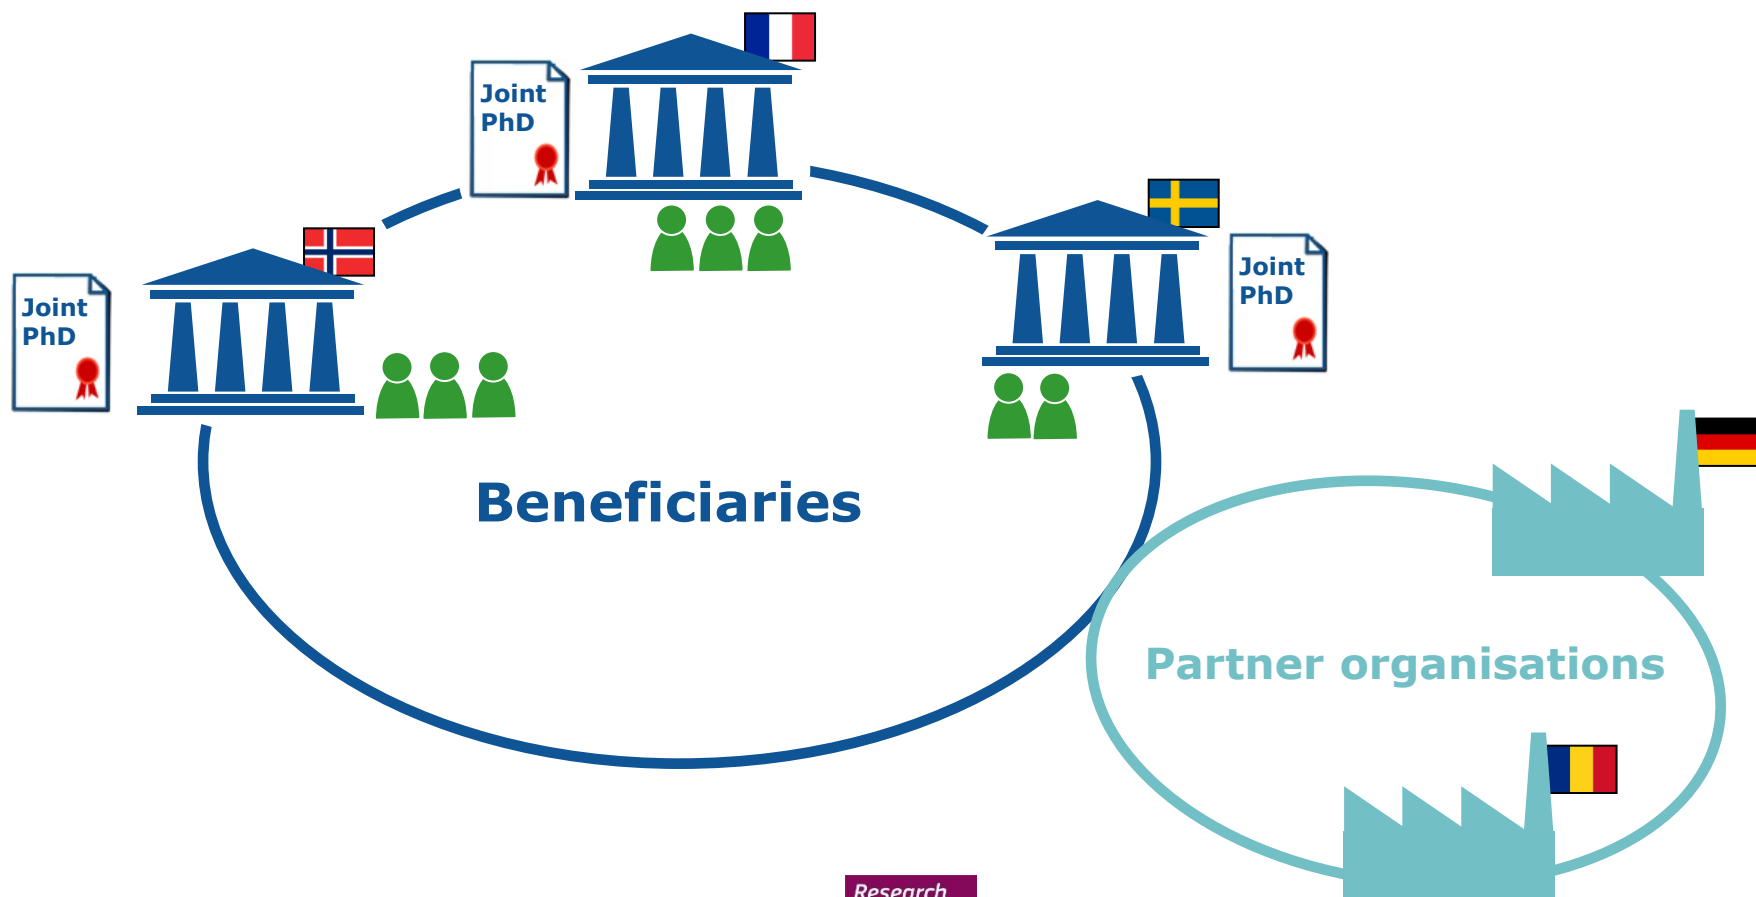 Joint
PhD
Joint
PhD
Joint
PhD
Beneficiaries
Partner organisations
Research